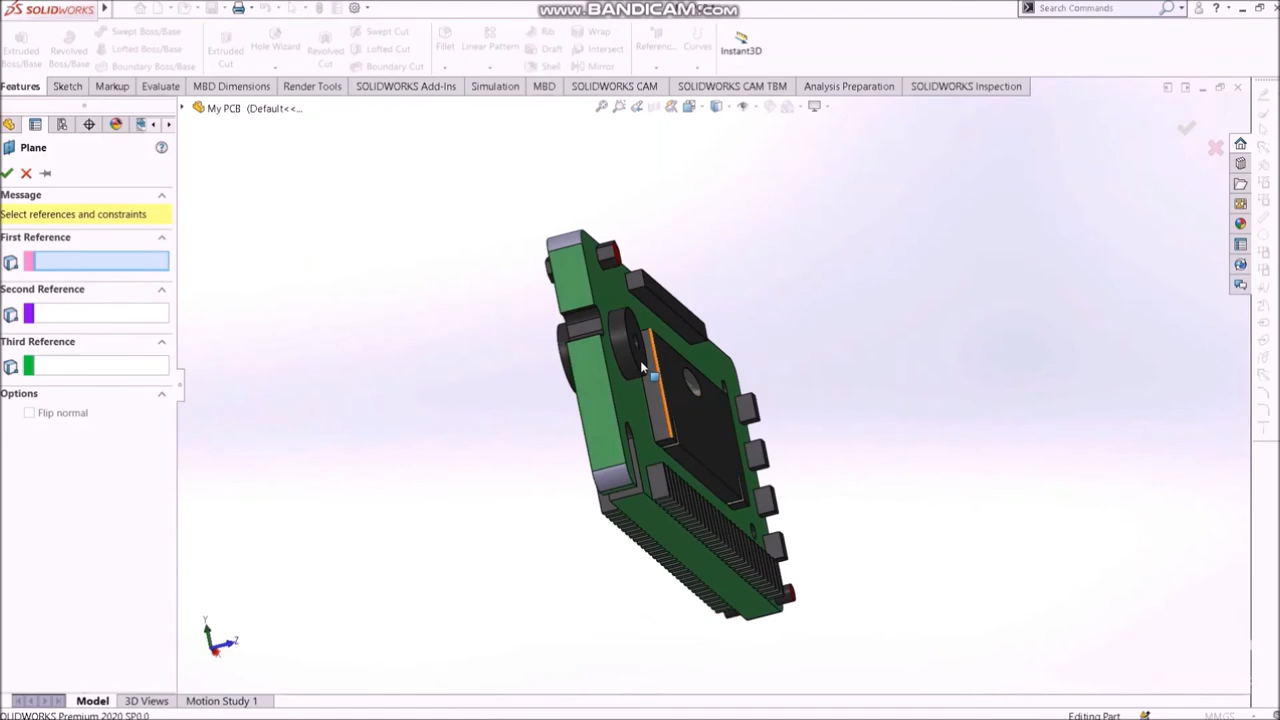 SOLIDWORKS
www.BANDICAM.com
Search Commands
Extruded Boss/Base
Revolved Boss/Base
Swept Boss/Base
Lofted Boss/Base
Boundary Boss/Base
Extruded Cut
Hole Wizard
Revolved Cut
Swept Cut
Lofted Cut
Boundary Cut
Fillet
Linear Pattern
Rib
Draft
Shell
Wrap
Intersect
Mirror
Referenc...
Curves
Instant3D
Features
Sketch
Markup
Evaluate
MBD Dimensions
Render Tools
SOLIDWORKS Add-Ins
Simulation
MBD
SOLIDWORKS CAM
SOLIDWORKS CAM TBM
Analysis Preparation
SOLIDWORKS Inspection
My PCB (Default<<...
Plane
Message
Select references and constraints
First Reference
Second Reference
Third Reference
Options
Flip normal
Y
Z
Model
3D Views
Motion Study 1
SOLIDWORKS Premium 2020 SP0.0
Editing Part
MMGS